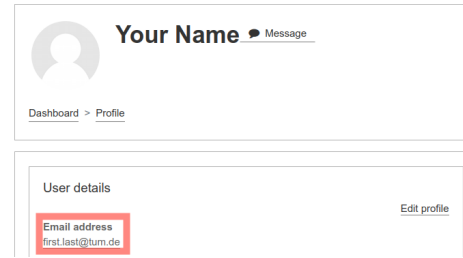 Your Name Message
Dashboard > Profile
User details
Edit profile
Email address
first.last@tum.de